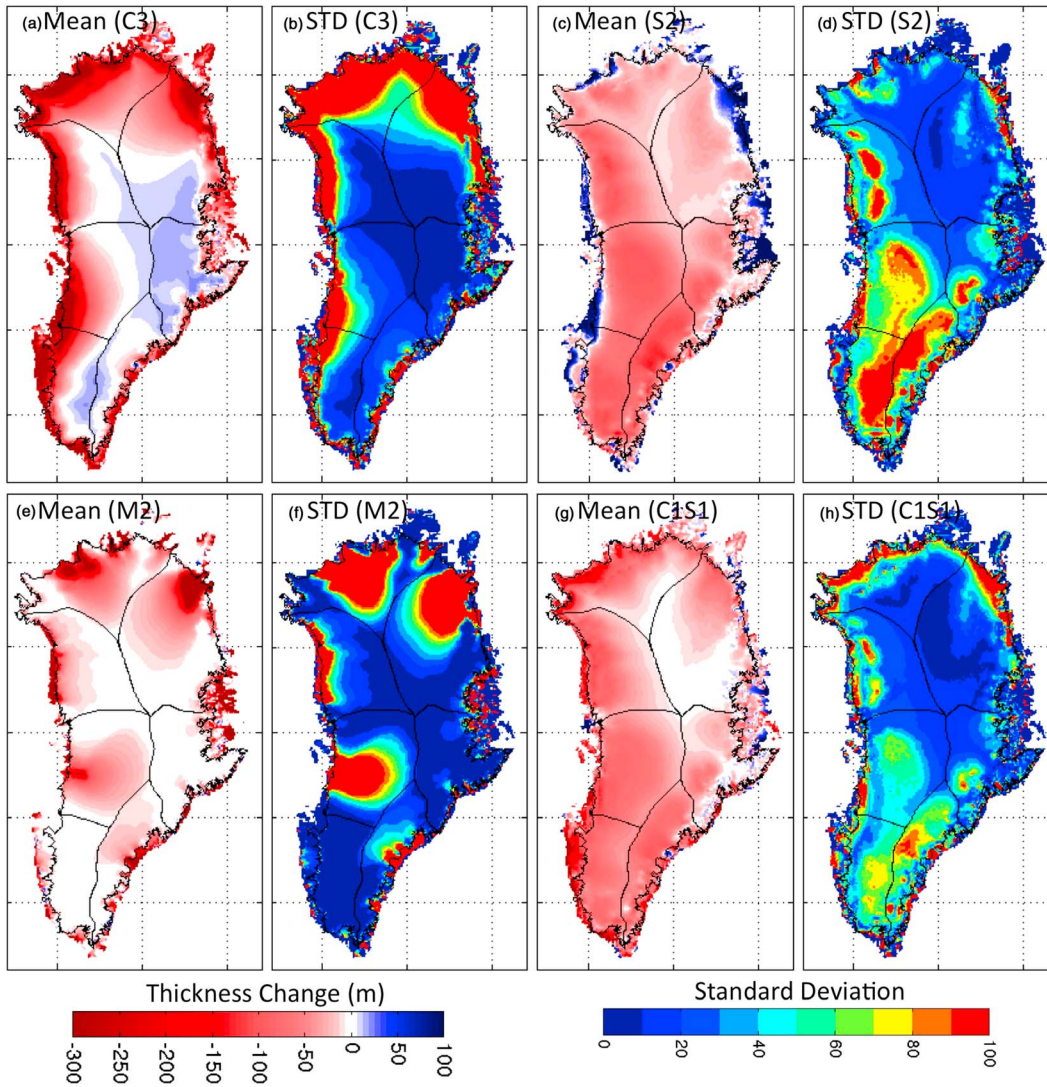 (a) Mean (C3)
(b) STD (C3)
(c) Mean (S2)
(d) STD (S2)
(e) Mean (M2)
(f) STD (M2)
(g) Mean (C1S1)
(h) STD (C1S1)
Thickness Change (m)
-300 -250 -200 -150 -100 -50 0 50 100
Standard Deviation
0 20 40 60 80 100